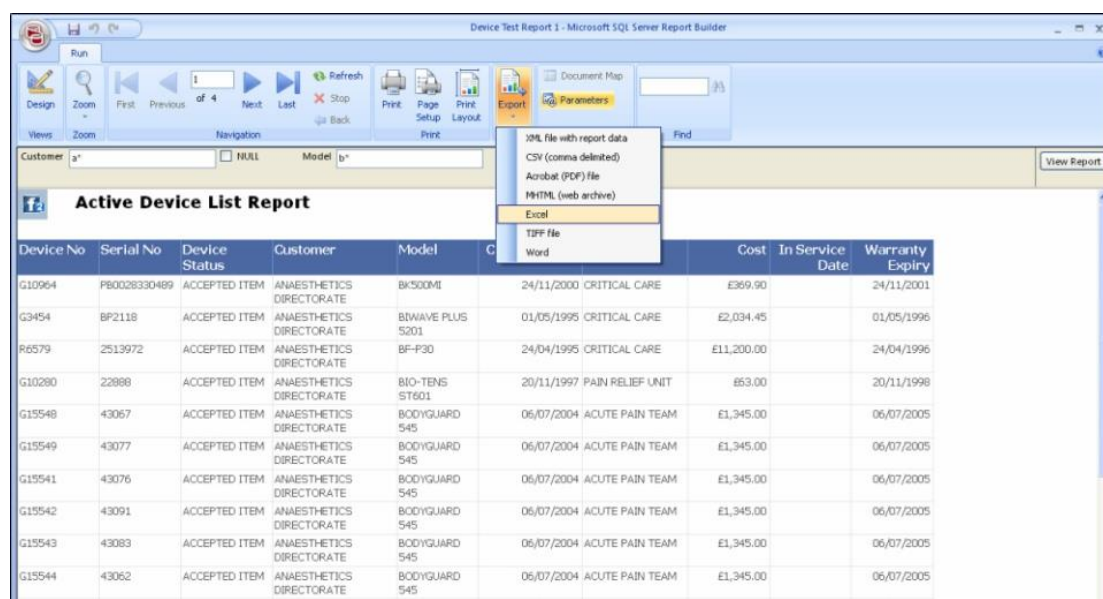 Device Test Report 1 - Microsoft SQL Server Report Builder
Run
Design Zoom First Previous 1 of 4 Next Last Refresh Stop Back Print Page Setup Print Layout Export Document Map Parameters
Views Zoom Navigation Print Find
XML file with report data
CSV (comma delimited)
Acrobat (PDF) file
MHTML (web archive)
Excel
TIFF file
Word
Customer a* NULL Model b* View Report
Active Device List Report
Device No Serial No Device Status Customer Model C Cost In Service Date Warranty Expiry
G10964 PB0028330489 ACCEPTED ITEM ANAESTHETICS DIRECTORATE BK500MI 24/11/2000 CRITICAL CARE £369.90 24/11/2001
G3454 BP2118 ACCEPTED ITEM ANAESTHETICS DIRECTORATE BIWAVE PLUS 5201 01/05/1995 CRITICAL CARE £2,034.45 01/05/1996
R6579 2513972 ACCEPTED ITEM ANAESTHETICS DIRECTORATE BF-P30 24/04/1995 CRITICAL CARE £11,200.00 24/04/1996
G10280 22888 ACCEPTED ITEM ANAESTHETICS DIRECTORATE BIO-TENS ST601 20/11/1997 PAIN RELIEF UNIT £63.00 20/11/1998
G15548 43067 ACCEPTED ITEM ANAESTHETICS DIRECTORATE BODYGUARD 545 06/07/2004 ACUTE PAIN TEAM £1,345.00 06/07/2005
G15549 43077 ACCEPTED ITEM ANAESTHETICS DIRECTORATE BODYGUARD 545 06/07/2004 ACUTE PAIN TEAM £1,345.00 06/07/2005
G15541 43076 ACCEPTED ITEM ANAESTHETICS DIRECTORATE BODYGUARD 545 06/07/2004 ACUTE PAIN TEAM £1,345.00 06/07/2005
G15542 43091 ACCEPTED ITEM ANAESTHETICS DIRECTORATE BODYGUARD 545 06/07/2004 ACUTE PAIN TEAM £1,345.00 06/07/2005
G15543 43083 ACCEPTED ITEM ANAESTHETICS DIRECTORATE BODYGUARD 545 06/07/2004 ACUTE PAIN TEAM £1,345.00 06/07/2005
G15544 43062 ACCEPTED ITEM ANAESTHETICS DIRECTORATE BODYGUARD 545 06/07/2004 ACUTE PAIN TEAM £1,345.00 06/07/2005